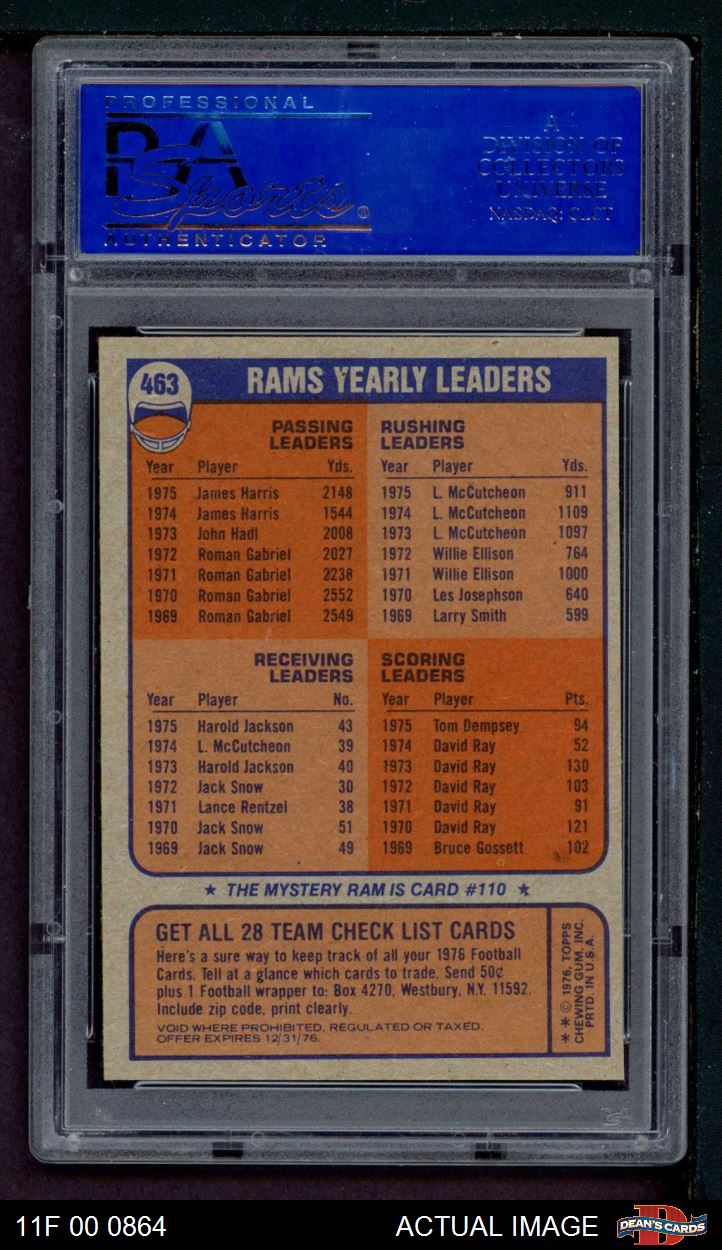 PROFESSIONAL
PSA
Sports ®
AUTHENTICATOR
A
DIVISION OF
COLLECTORS
UNIVERSE
NASDAQ: CLCT
463
RAMS YEARLY LEADERS
PASSING
LEADERS
Year Player Yds.
1975 James Harris 2148
1974 James Harris 1544
1973 John Hadl 2008
1972 Roman Gabriel 2027
1971 Roman Gabriel 2238
1970 Roman Gabriel 2552
1969 Roman Gabriel 2549
RUSHING
LEADERS
Year Player Yds.
1975 L. McCutcheon 911
1974 L. McCutcheon 1109
1973 L. McCutcheon 1097
1972 Willie Ellison 764
1971 Willie Ellison 1000
1970 Les Josephson 640
1969 Larry Smith 599
RECEIVING
LEADERS
Year Player No.
1975 Harold Jackson 43
1974 L. McCutcheon 39
1973 Harold Jackson 40
1972 Jack Snow 30
1971 Lance Rentzel 38
1970 Jack Snow 51
1969 Jack Snow 49
SCORING
LEADERS
Year Player Pts.
1975 Tom Dempsey 94
1974 David Ray 52
1973 David Ray 130
1972 David Ray 103
1971 David Ray 91
1970 David Ray 121
1969 Bruce Gossett 102
★ THE MYSTERY RAM IS CARD #110 ★
GET ALL 28 TEAM CHECK LIST CARDS
Here's a sure way to keep track of all your 1976 Football
Cards. Tell at a glance which cards to trade. Send 50¢
plus 1 Football wrapper to: Box 4270, Westbury, N.Y. 11592.
Include zip code, print clearly.
VOID WHERE PROHIBITED, REGULATED OR TAXED.
OFFER EXPIRES 12/31/76.
* * © 1976, TOPPS
CHEWING GUM, INC.
PRTD. IN U.S.A.
11F 00 0864
ACTUAL IMAGE
DEAN'S CARDS